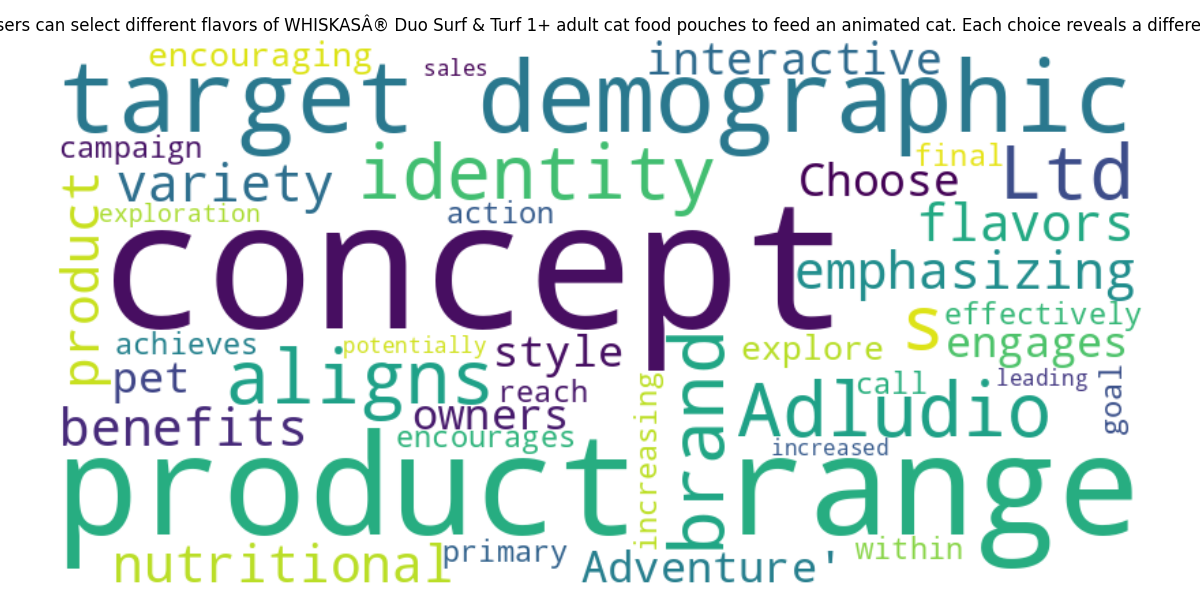 sers can select different flavors of WHISKASÂ® Duo Surf & Turf 1+ adult cat food pouches to feed an animated cat. Each choice reveals a differe
encouraging
sales
interactive
target demographic
campaign
variety
identity
Choose
final
Ltd
product
exploration
action
flavors
concept
emphasizing
s
effectively
achieves
potentially
style
explore
engages
pet
aligns
reach
brand
call
leading
goal
benefits
owners
encourages
increasing
Adludio
increased
product range
nutritional
primary
Adventure'
within